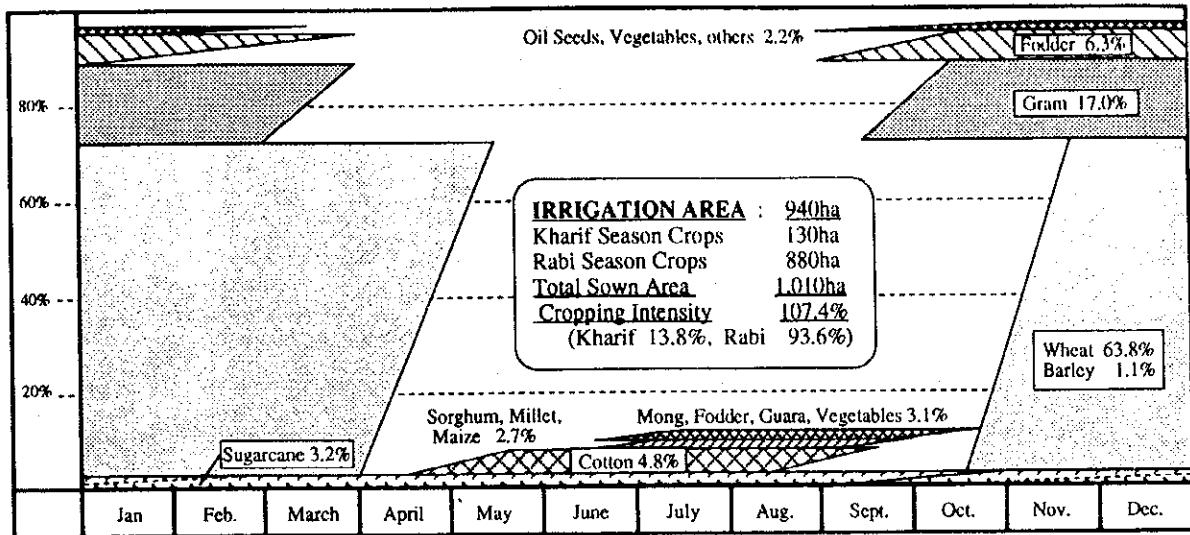 Oil Seeds, Vegetables, others 2.2%
Fodder 6.3%
80%
Gram 17.0%
60%
IRRIGATION AREA : 940ha
Kharif Season Crops 130ha
Rabi Season Crops 880ha
Total Sown Area 1,010ha
Cropping Intensity 107.4%
(Kharif 13.8%, Rabi 93.6%)
40%
Wheat 63.8%
Barley 1.1%
20%
Sorghum, Millet,
Maize 2.7%
Mong, Fodder, Guara, Vegetables 3.1%
Sugarcane 3.2%
Cotton 4.8%
Jan Feb. March April May June July Aug. Sept. Oct. Nov. Dec.